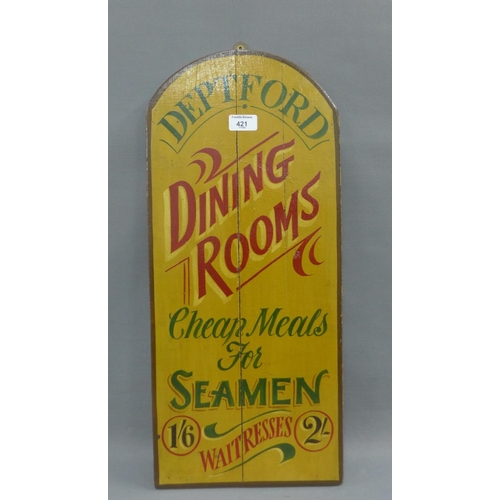 DEPTFORD
421
DINING
ROOMS
Cheap Meals
For
SEAMEN
1/6 WAITRESSES 2/-